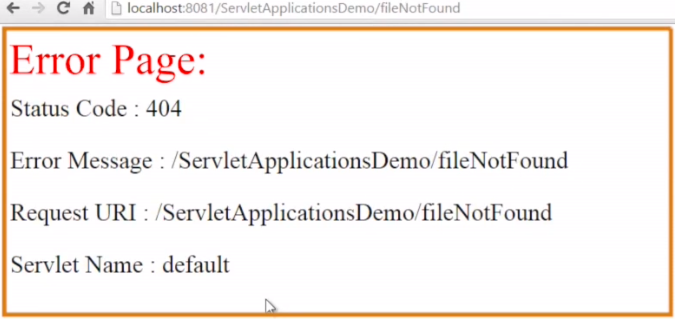 localhost:8081/ServletApplicationsDemo/fileNotFound
Error Page:
Status Code : 404
Error Message : /ServletApplicationsDemo/fileNotFound
Request URI : /ServletApplicationsDemo/fileNotFound
Servlet Name : default